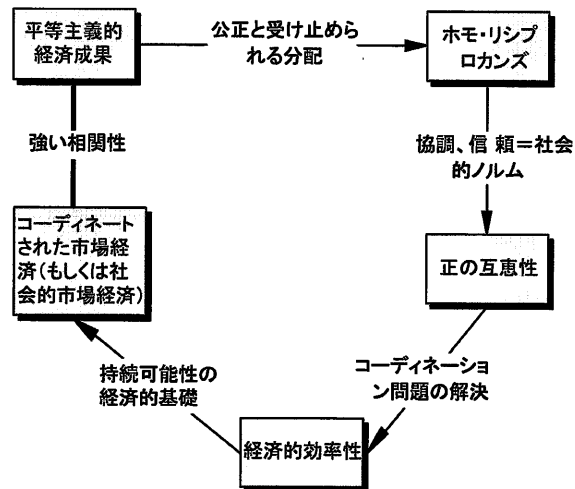 平等主義的
経済成果
公正と受け止めら
れる分配
ホモ・リシプ
ロカンズ
強い相関性
協調、信 頼＝社会
的ノルム
コーディネート
された市場経
済(もしくは社
会的市場経済)
正の互恵性
持続可能性の
経済的基礎
コーディネーショ
ン問題の解決
経済的効率性